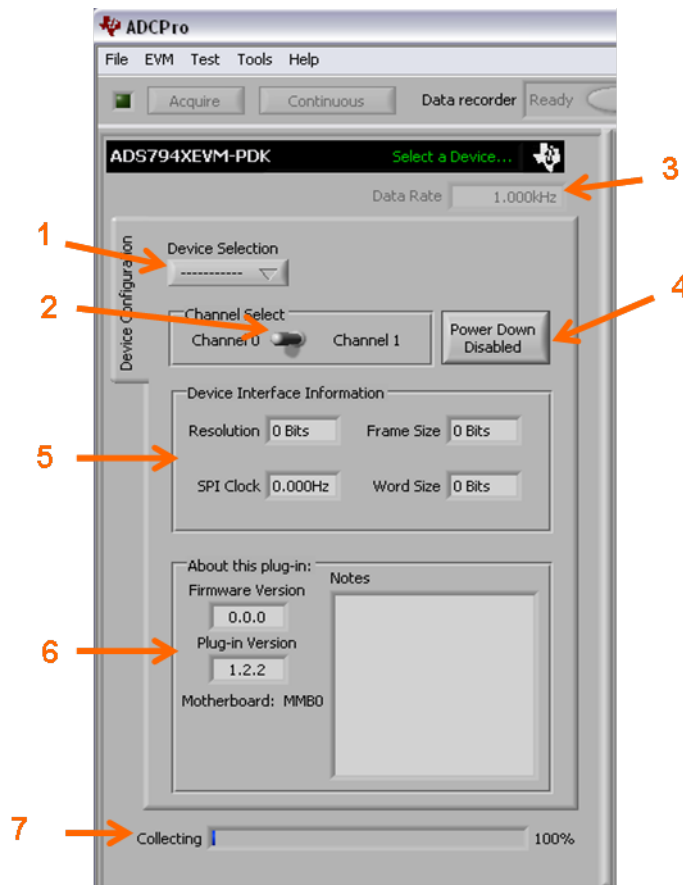 ADCPro
File EVM Test Tools Help
Acquire Continuous Data recorder Ready
ADS794XEVM-PDK Select a Device...
3
Data Rate 1.000kHz
1
Device Configuration
Device Selection
-----------
4
2
Channel Select
Channel 0 Channel 1
Power Down
Disabled
Device Interface Information
Resolution 0 Bits Frame Size 0 Bits
5
SPI Clock 0.000Hz Word Size 0 Bits
About this plug-in:
Notes
Firmware Version
0.0.0
6
Plug-in Version
1.2.2
Motherboard: MMB0
7
Collecting 100%